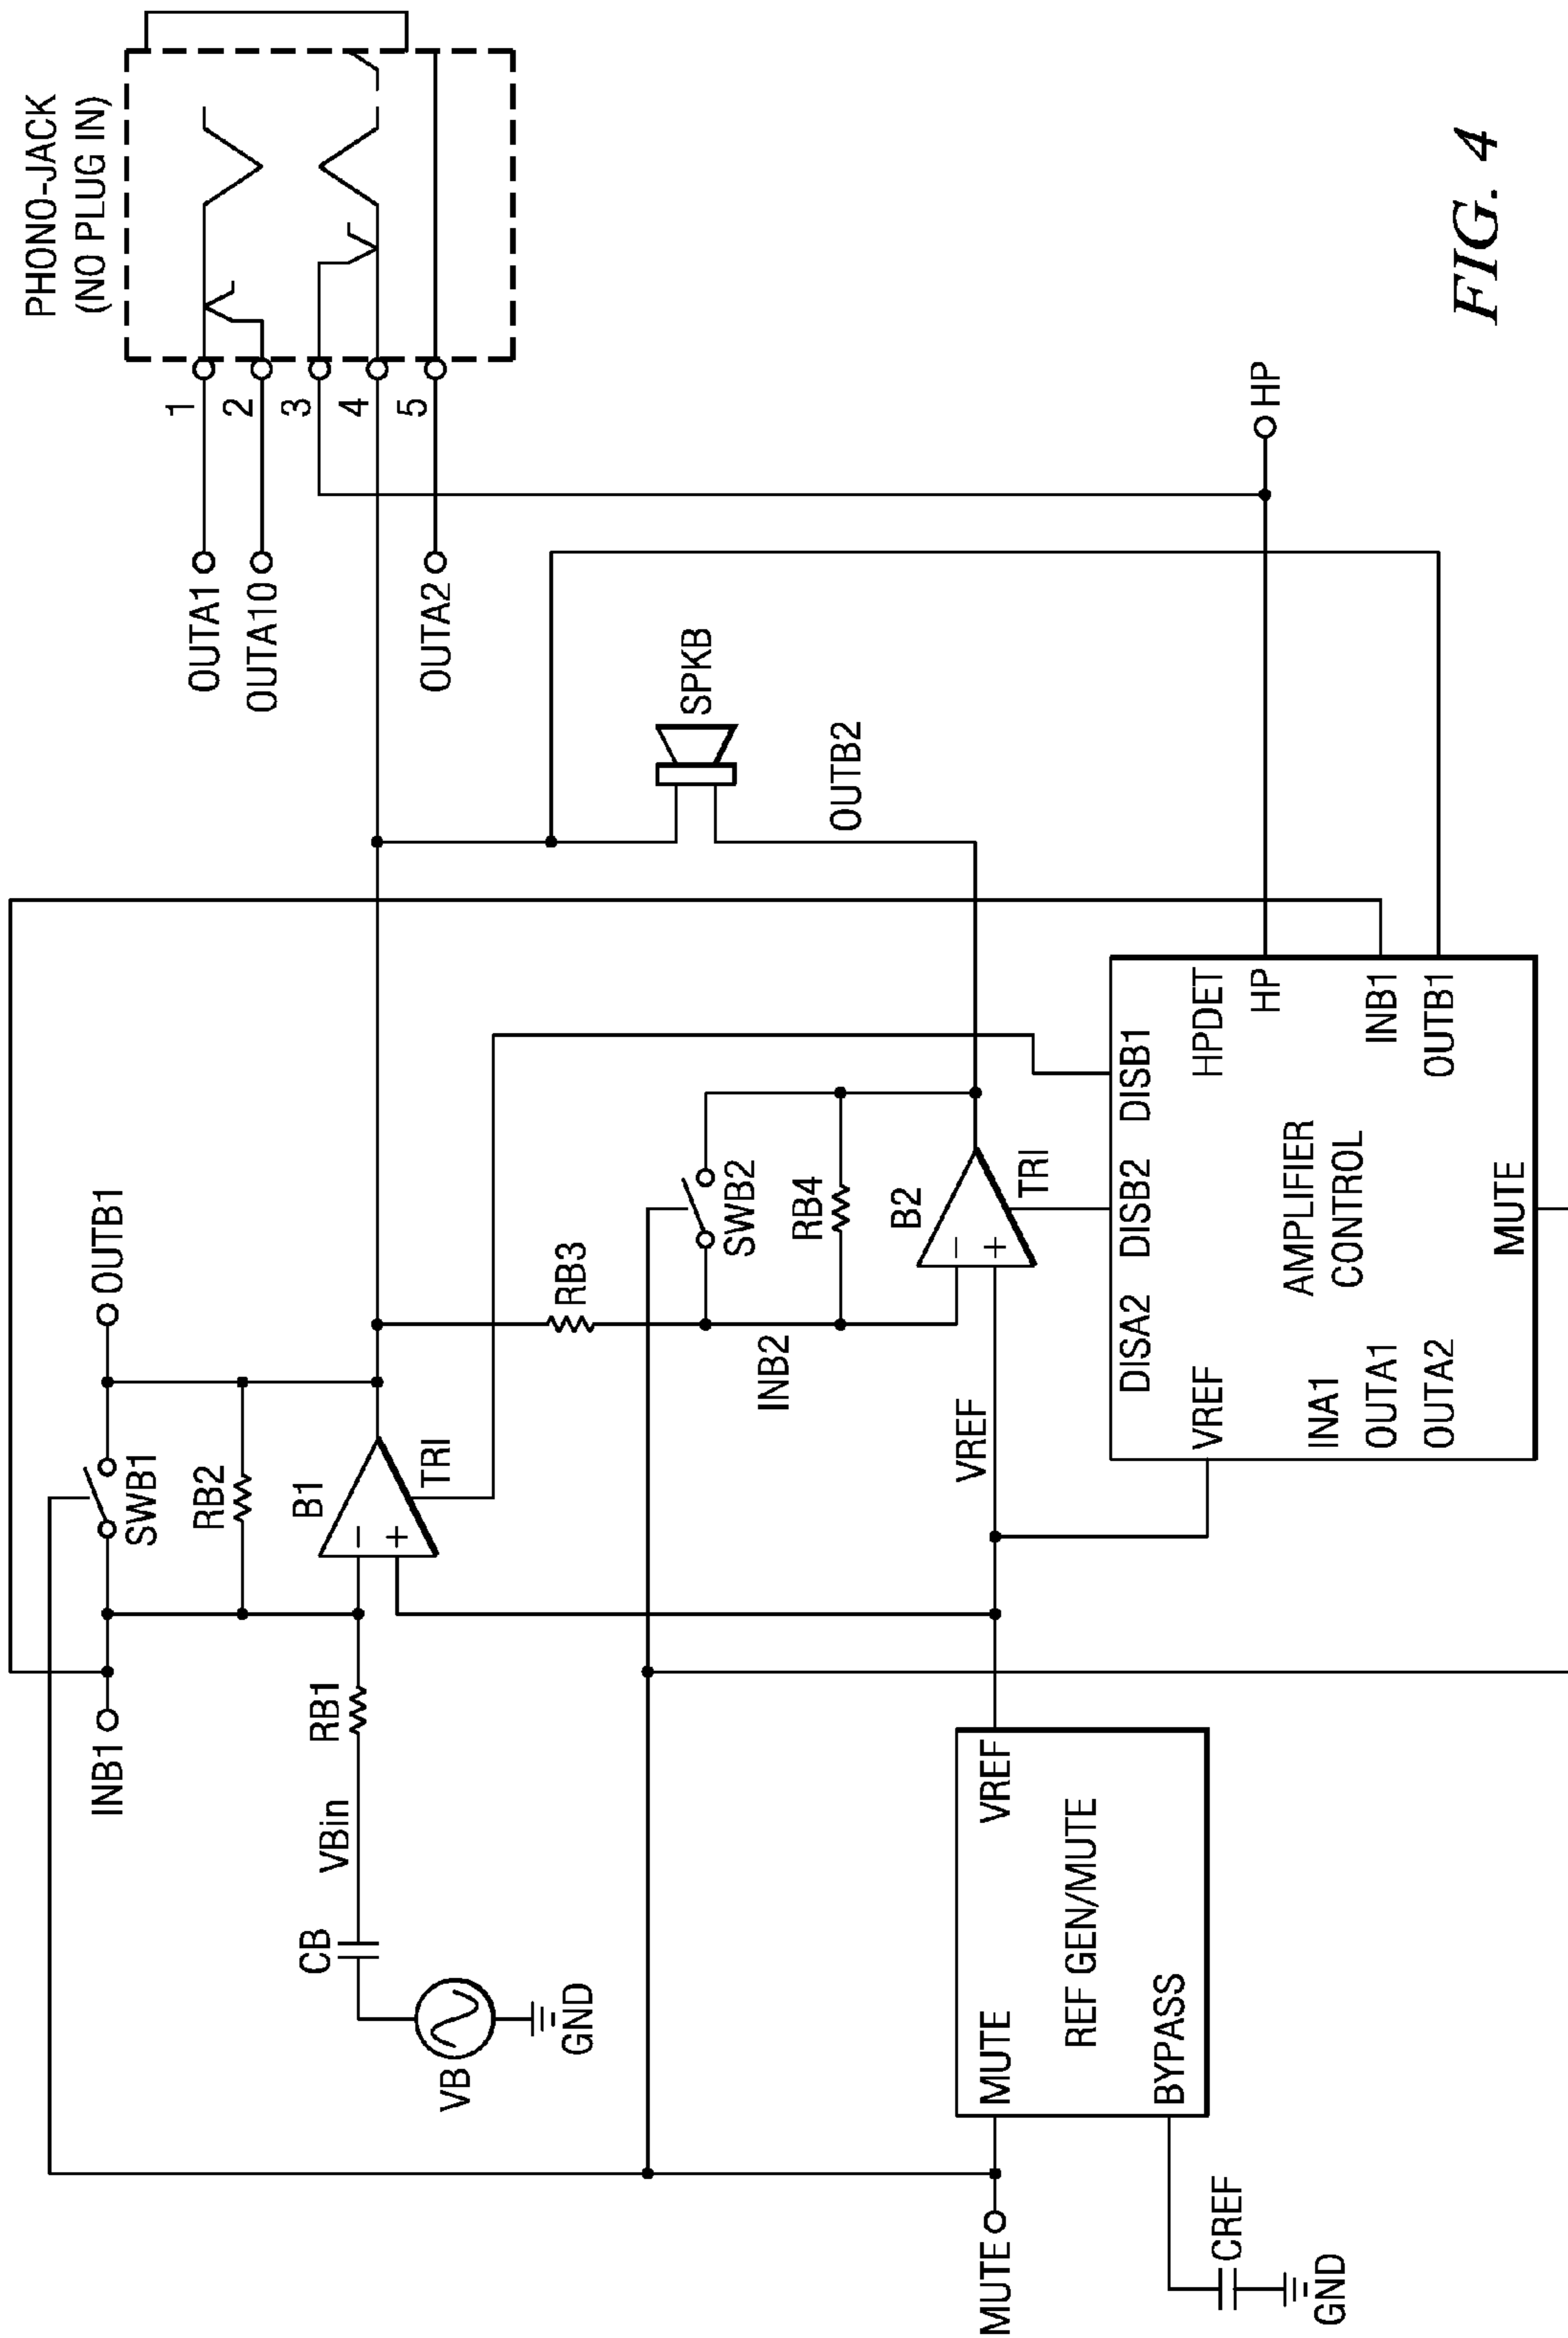 PHONO-JACK
(NO PLUG IN)
1
2
3
4
5
OUTA1
OUTA10
OUTA2
INB1
SWB1
OUTB1
RB2
VB
GND
CB
VBin
RB1
B1
TRI
RB3
INB2
SWB2
RB4
SPKB
OUTB2
B2
TRI
VREF
MUTE
MUTE
VREF
REF GEN/MUTE
BYPASS
CREF
GND
DISA2
DISB2
DISB1
VREF
HPDET
HP
HP
INA1
AMPLIFIER
CONTROL
OUTA1
INB1
OUTA2
OUTB1
MUTE
FIG. 4